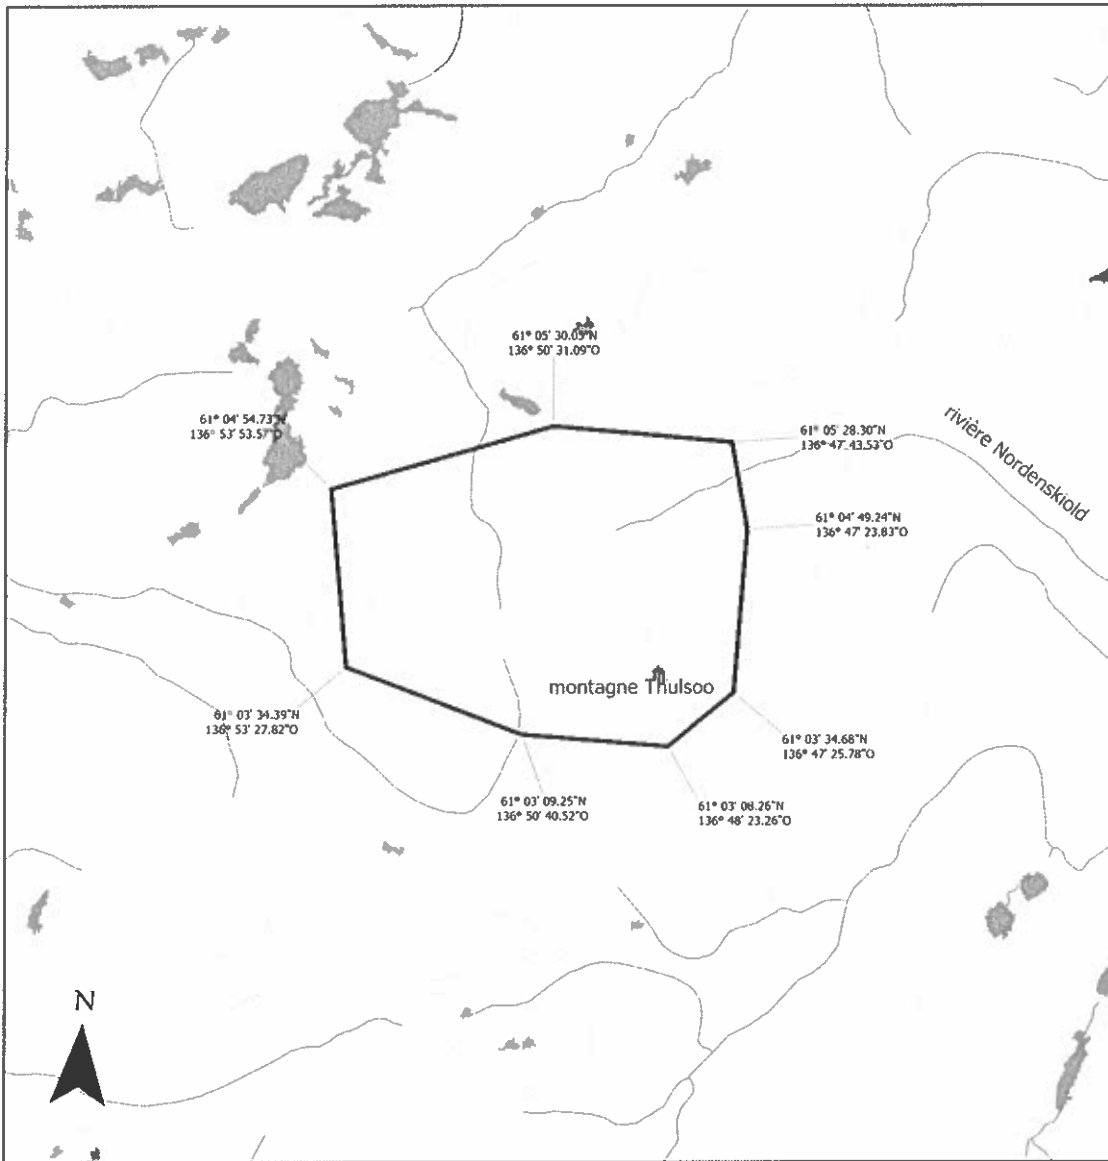 61° 05' 30.05"N
136° 50' 31.09"O
61° 04' 54.73"N
136° 53' 53.57"O
61° 05' 28.30"N
136° 47' 43.53"O
rivière Nordenskiold
61° 04' 49.24"N
136° 47' 23.83"O
montagne Thulsoo
61° 03' 34.39"N
136° 53' 27.82"O
61° 03' 34.68"N
136° 47' 25.78"O
61° 03' 09.25"N
136° 50' 40.52"O
61° 03' 08.26"N
136° 48' 23.26"O
N